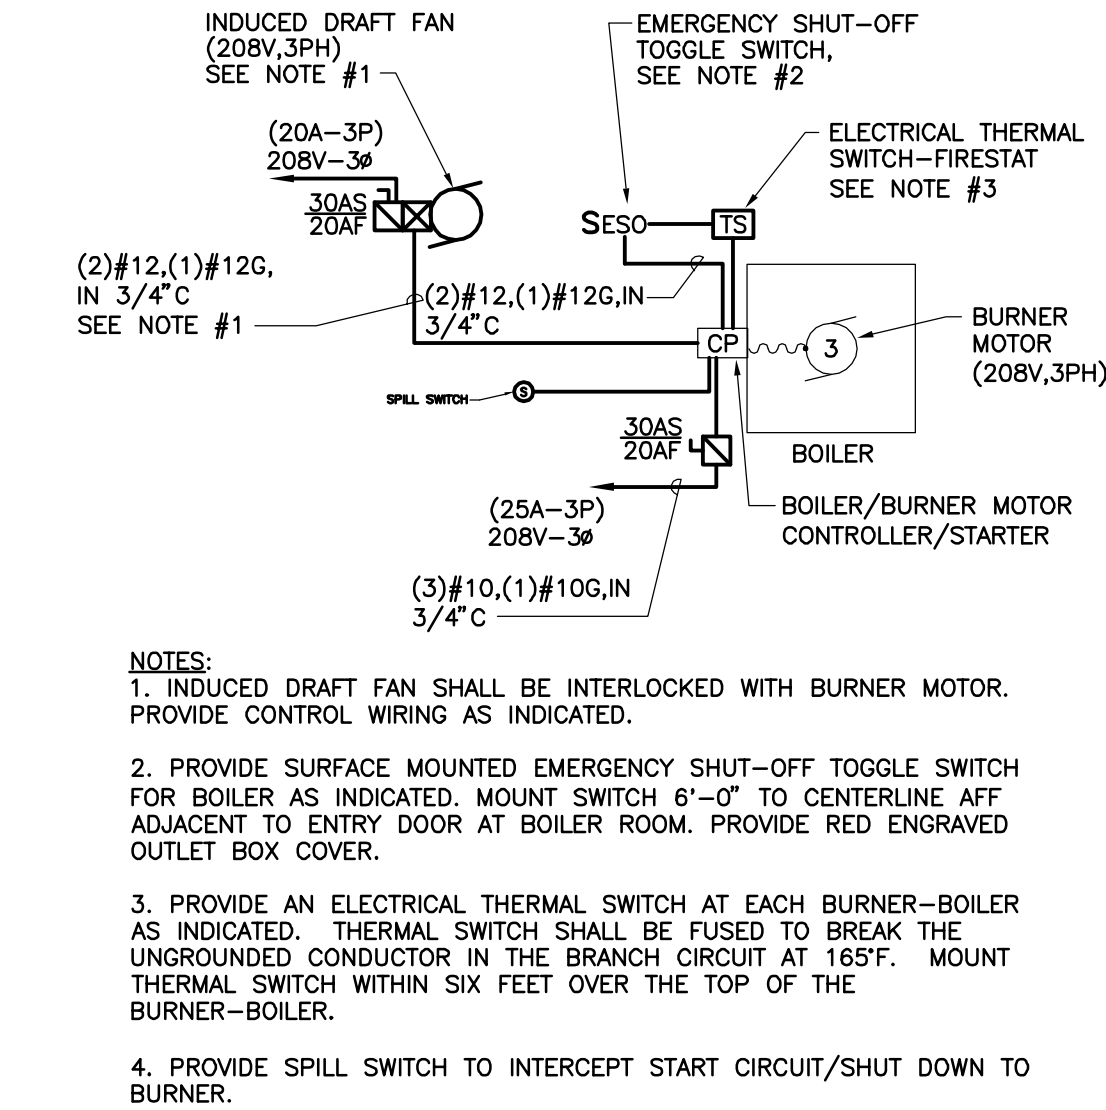 INDUCED DRAFT FAN
(208V,3PH)
SEE NOTE #1
EMERGENCY SHUT-OFF
TOGGLE SWITCH,
SEE NOTE #2
(20A-3P)
208V-3ø
ELECTRICAL THERMAL
SWITCH-FIRESTAT
SEE NOTE #3
30AS
20AF
SESO
TS
(2)#12,(1)#12G,
IN 3/4"C
SEE NOTE #1
(2)#12,(1)#12G,IN
3/4"C
CP
3
BURNER
MOTOR
(208V,3PH)
SPILL SWITCH
S
30AS
20AF
BOILER
(25A-3P)
208V-3ø
BOILER/BURNER MOTOR
CONTROLLER/STARTER
(3)#10,(1)#10G,IN
3/4"C
NOTES:
1. INDUCED DRAFT FAN SHALL BE INTERLOCKED WITH BURNER MOTOR.
PROVIDE CONTROL WIRING AS INDICATED.
2. PROVIDE SURFACE MOUNTED EMERGENCY SHUT-OFF TOGGLE SWITCH
FOR BOILER AS INDICATED. MOUNT SWITCH 6'-0" TO CENTERLINE AFF
ADJACENT TO ENTRY DOOR AT BOILER ROOM. PROVIDE RED ENGRAVED
OUTLET BOX COVER.
3. PROVIDE AN ELECTRICAL THERMAL SWITCH AT EACH BURNER-BOILER
AS INDICATED. THERMAL SWITCH SHALL BE FUSED TO BREAK THE
UNGROUNDED CONDUCTOR IN THE BRANCH CIRCUIT AT 165°F. MOUNT
THERMAL SWITCH WITHIN SIX FEET OVER THE TOP OF THE
BURNER-BOILER.
4. PROVIDE SPILL SWITCH TO INTERCEPT START CIRCUIT/SHUT DOWN TO
BURNER.